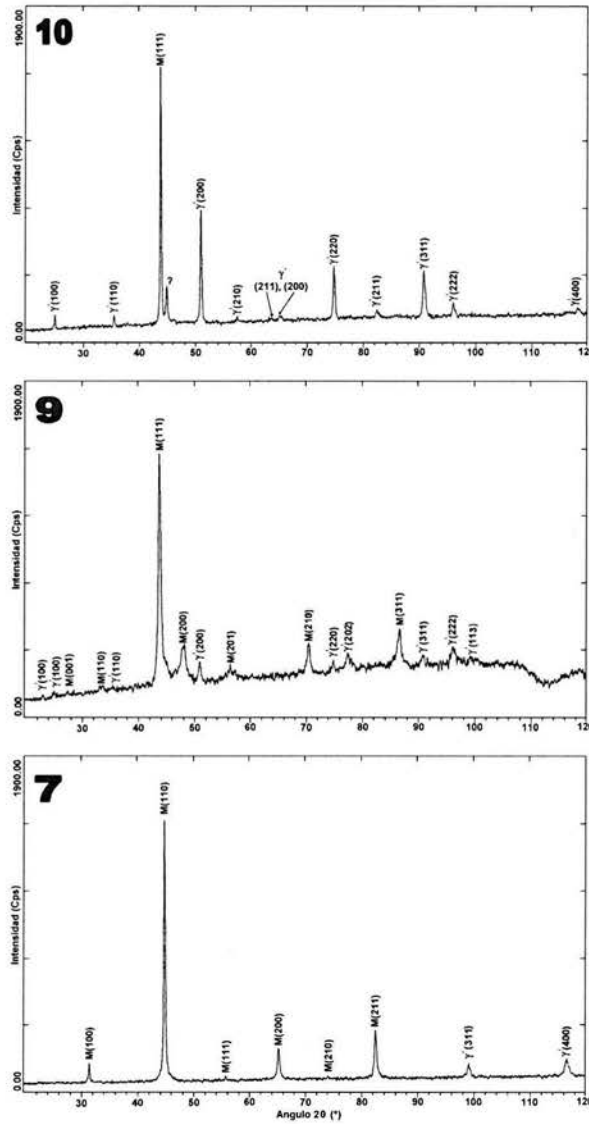 10
1900.00
Intensidad (Cps)
0.00
γ'(100)
γ'(110)
M(111)
?
γ'(200)
γ'(210)
γ'
(211), (200)
γ'(220)
γ'(211)
γ'(311)
γ'(222)
γ'(400)
30 40 50 60 70 80 90 100 110 120
9
1900.00
Intensidad (Cps)
0.00
γ'(100)
γ'(100)
M(001)
M(110)
γ'(110)
M(111)
M(200)
γ'(200)
M(201)
M(210)
γ'(220)
γ'(202)
M(311)
γ'(311)
γ'(222)
γ'(113)
30 40 50 60 70 80 90 100 110 120
7
1900.00
Intensidad (Cps)
0.00
M(100)
M(110)
M(111)
M(200)
M(210)
M(211)
γ'(311)
γ'(400)
30 40 50 60 70 80 90 100 110 120
Angulo 2θ (°)